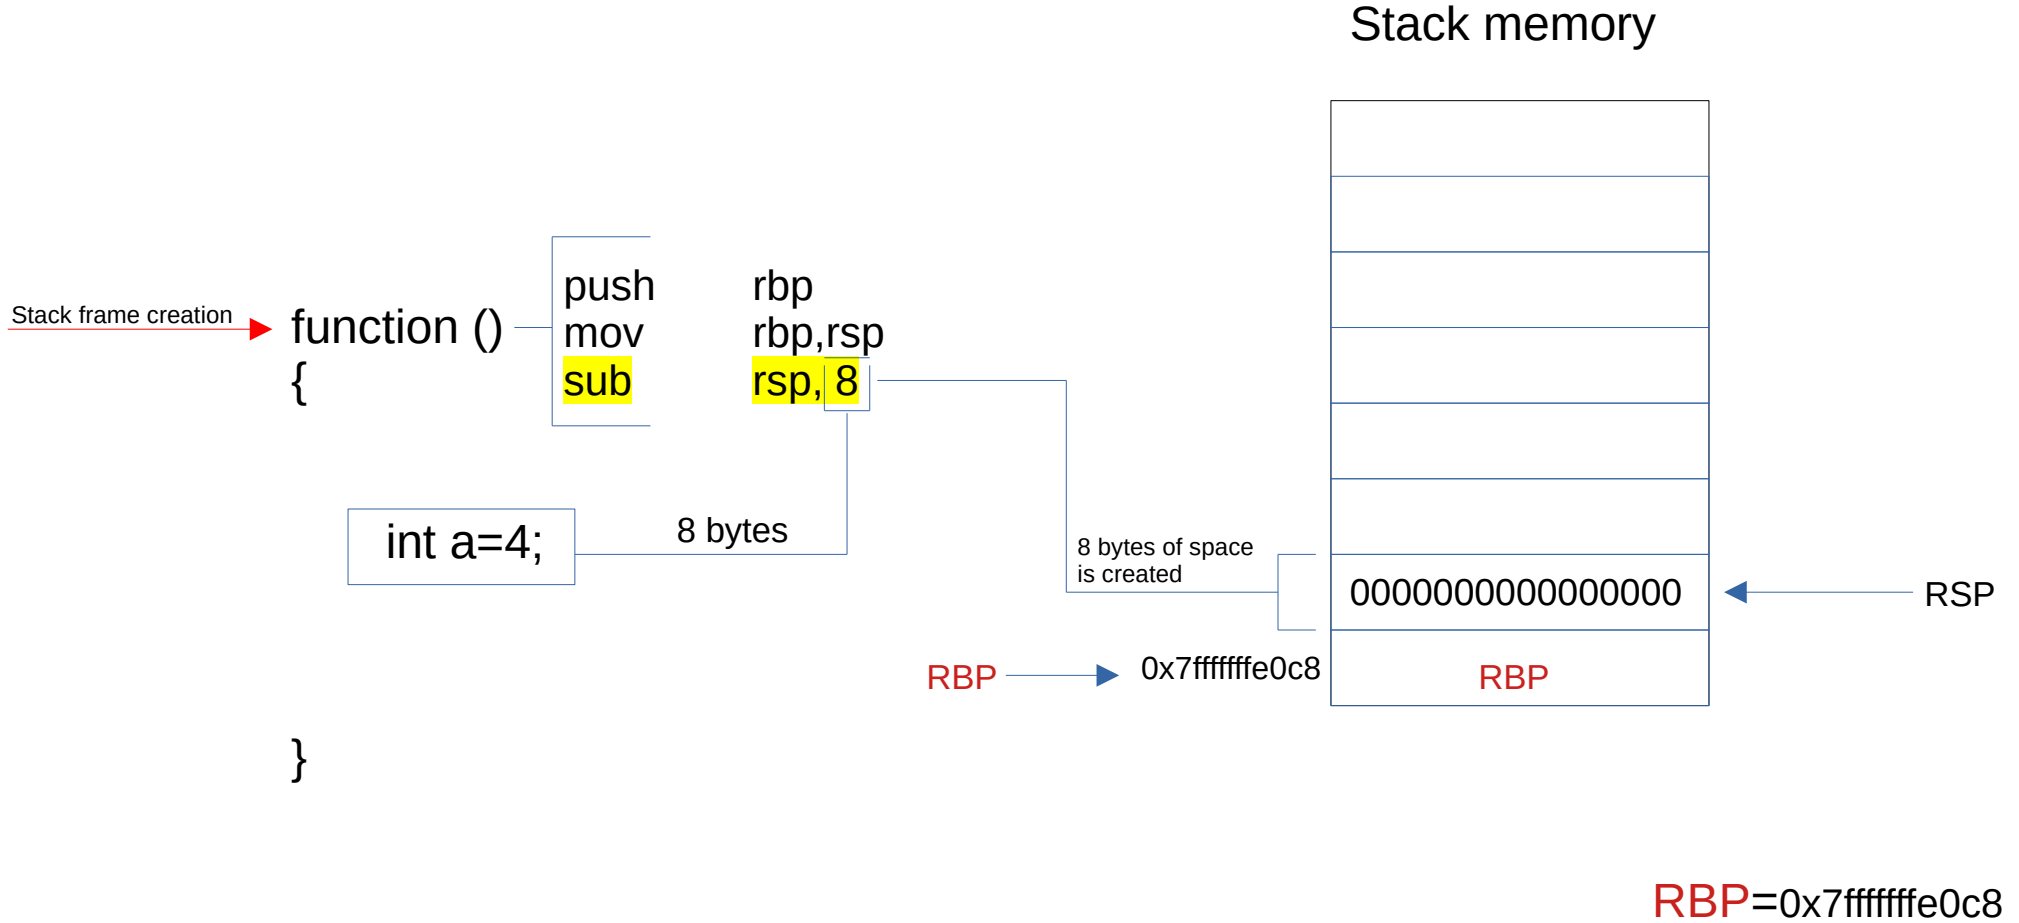 Stack memory
Stack frame creation
function ()
{
push rbp
mov rbp,rsp
sub rsp, 8
int a=4;
8 bytes
8 bytes of space
is created
0000000000000000
RSP
RBP
0x7fffffffe0c8
RBP
}
RBP=0x7fffffffe0c8